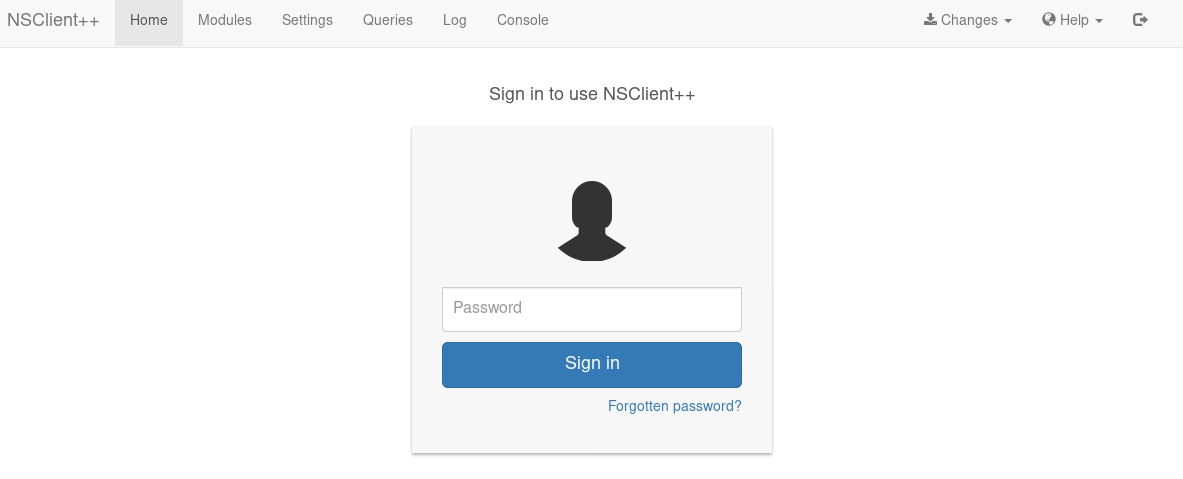 NSClient++ Home Modules Settings Queries Log Console Changes Help
Sign in to use NSClient++
Password
Sign in
Forgotten password?